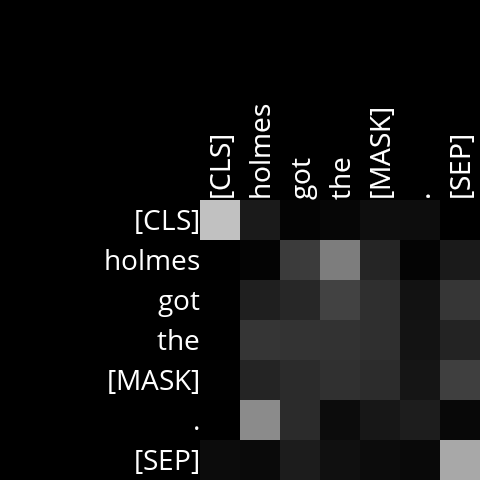 [CLS] holmes got the [MASK] . [SEP]
[CLS]
holmes
got
the
[MASK]
.
[SEP]